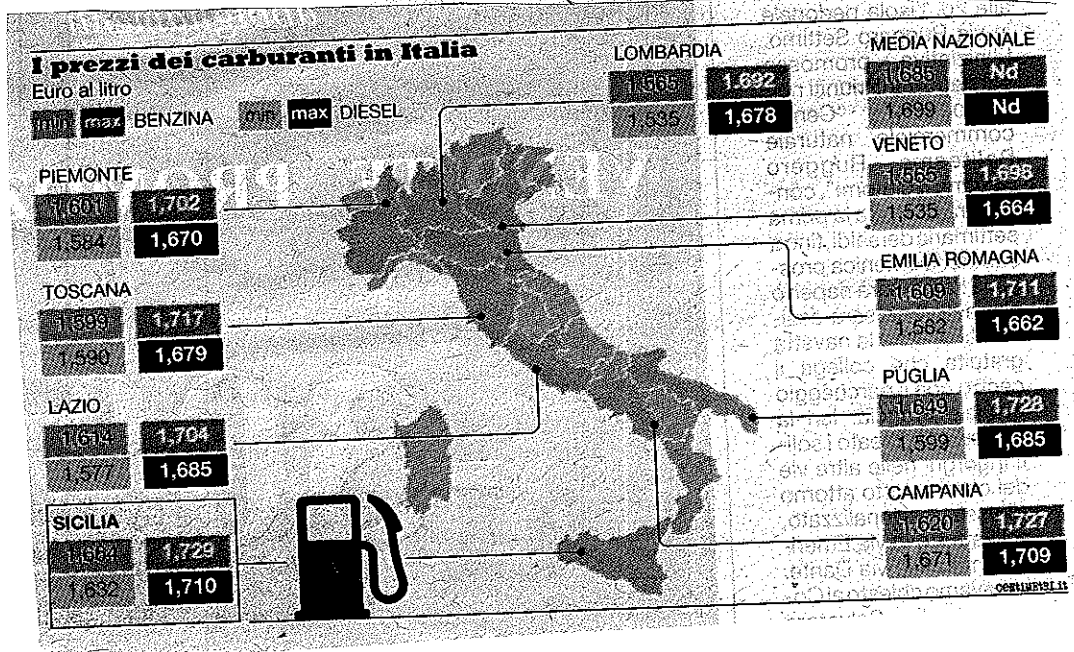 I prezzi dei carburanti in Italia
Euro al litro
min max BENZINA min max DIESEL
PIEMONTE
1,601 1,702
1,584 1,670
TOSCANA
1,599 1,717
1,590 1,679
LAZIO
1,614 1,704
1,577 1,685
SICILIA
1,729
1,632 1,710
LOMBARDIA
1,565 1,692
1,535 1,678
MEDIA NAZIONALE
1,685 Nd
1,699 Nd
VENETO
1,565 1,698
1,535 1,664
EMILIA ROMAGNA
1,609 1,711
1,562 1,662
PUGLIA
1,649 1,728
1,599 1,685
CAMPANIA
1,620 1,727
1,671 1,709
CENTIMETRI.it